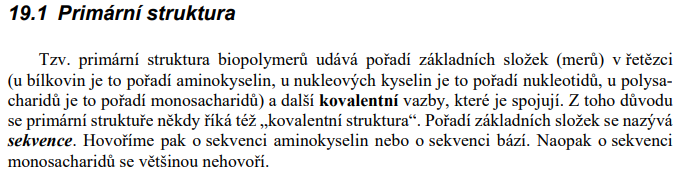 19.1 Primární struktura
Tzv. primární struktura biopolymerů udává pořadí základních složek (merů) v řetězci
(u bílkovin je to pořadí aminokyselin, u nukleových kyselin je to pořadí nukleotidů, u polysa-
charidů je to pořadí monosacharidů) a další kovalentní vazby, které je spojují. Z toho důvodu
se primární struktuře někdy říká též „kovalentní struktura“. Pořadí základních složek se nazývá
sekvence. Hovoříme pak o sekvenci aminokyselin nebo o sekvenci bází. Naopak o sekvenci
monosacharidů se většinou nehovoří.